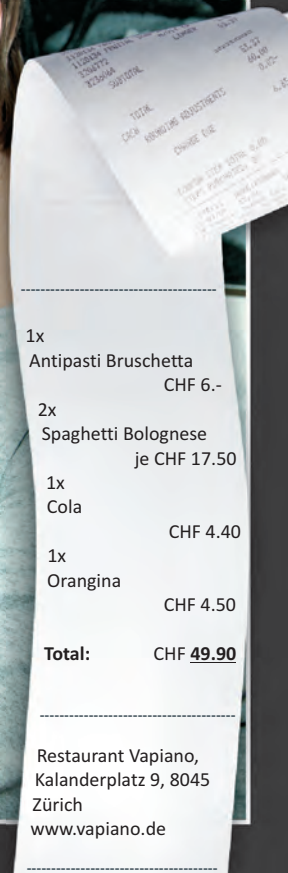 SUBTOTAL
TOTAL
CHANGE DUE
----------------------------------------
1x
Antipasti Bruschetta
CHF 6.-
2x
Spaghetti Bolognese
je CHF 17.50
1x
Cola
CHF 4.40
1x
Orangina
CHF 4.50
Total: CHF 49.90
----------------------------------------
Restaurant Vapiano,
Kalanderplatz 9, 8045
Zürich
www.vapiano.de
----------------------------------------